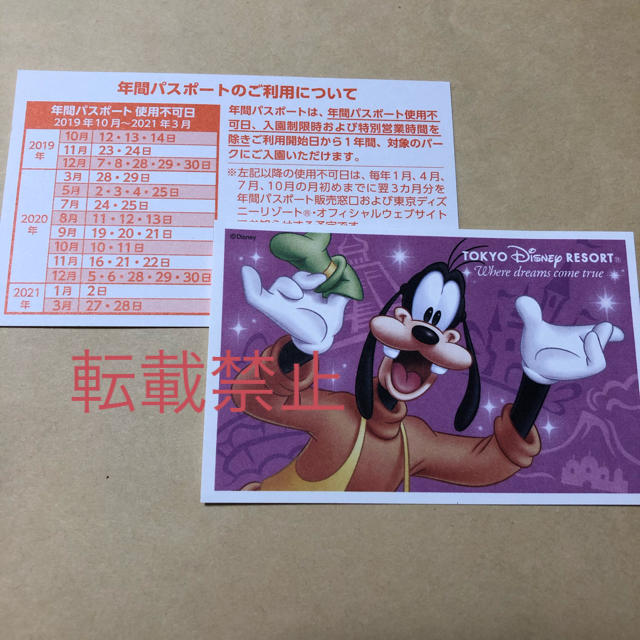 年間パスポートのご利用について
年間パスポート 使用不可日
2019年10月〜2021年3月
2019年
10月 12・13・14日
11月 23・24日
12月 7・8・28・29・30日
2020年
3月 28・29日
5月 2・3・4・25日
7月 24・25日
8月 11・12・13日
9月 19・20・21日
10月 10・11日
11月 16・21・22日
12月 5・6・28・29・30日
2021年
1月 2日
3月 27・28日
年間パスポートは、年間パスポート使用不
可日、入園制限時および特別営業時間を
除きご利用開始日から1年間、対象のパー
クにご入園いただけます。
※左記以降の使用不可日は、毎年1月、4月、
7月、10月の月初めまでに翌3カ月分を
年間パスポート販売窓口および東京ディズ
ニーリゾート®・オフィシャルウェブサイト
©Disney
TOKYO Disney RESORT®
Where dreams come true
転載禁止